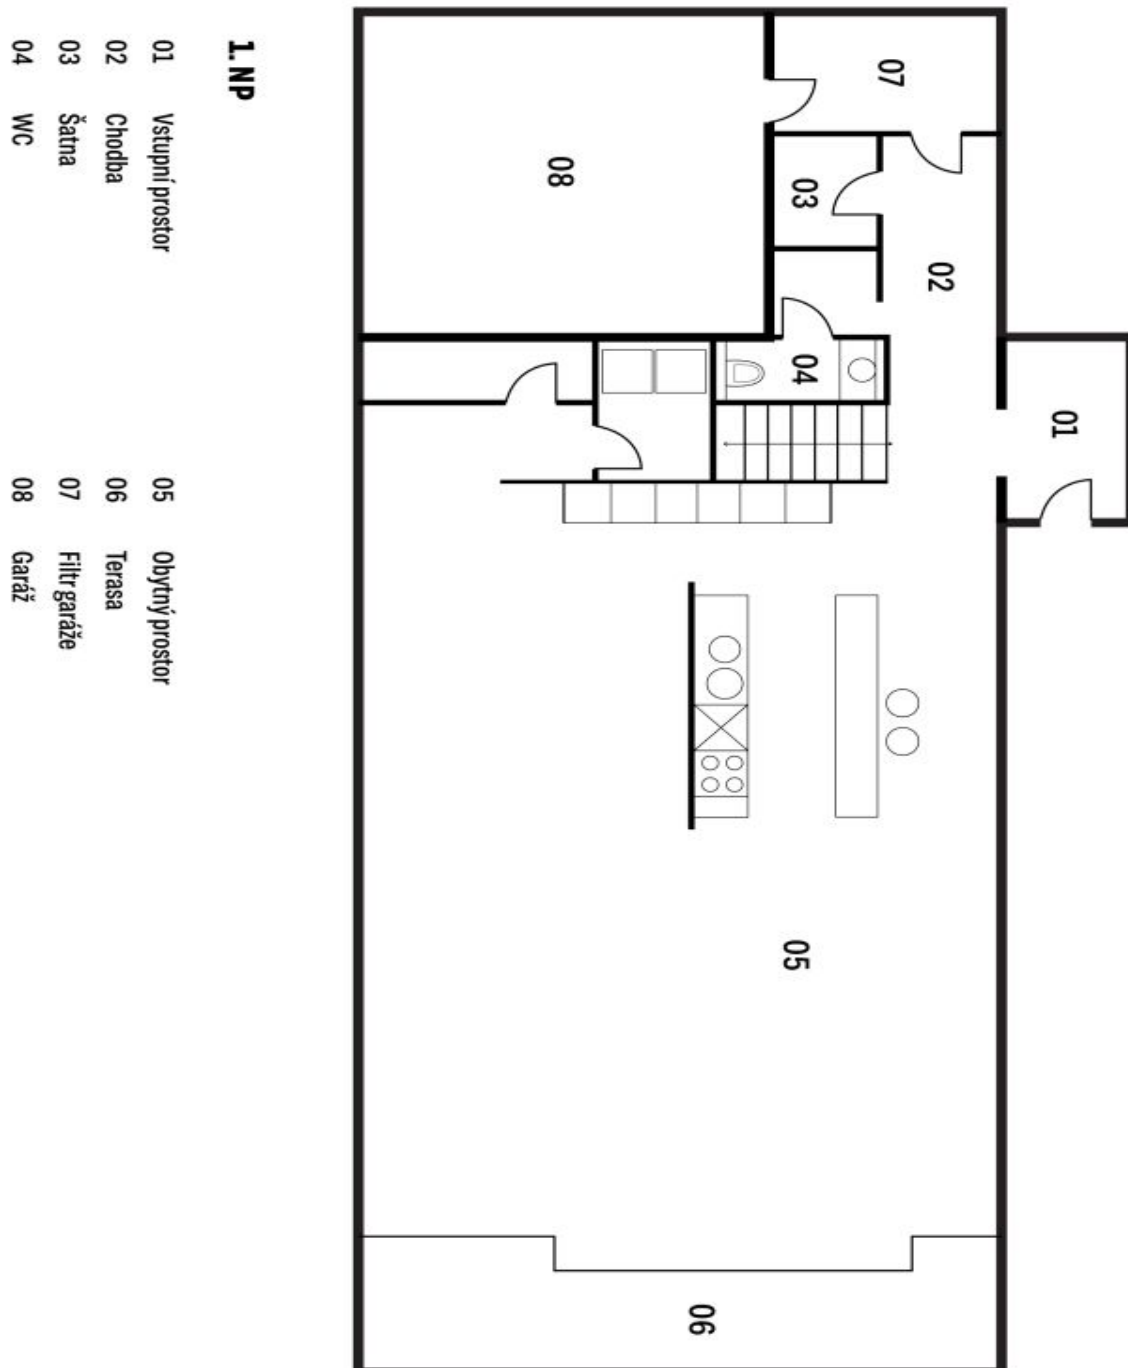 1. NP
01 Vstupní prostor
02 Chodba
03 Šatna
04 WC
05 Obytný prostor
06 Terasa
07 Filtr garáže
08 Garáž
07
08
03
02
04
01
05
06